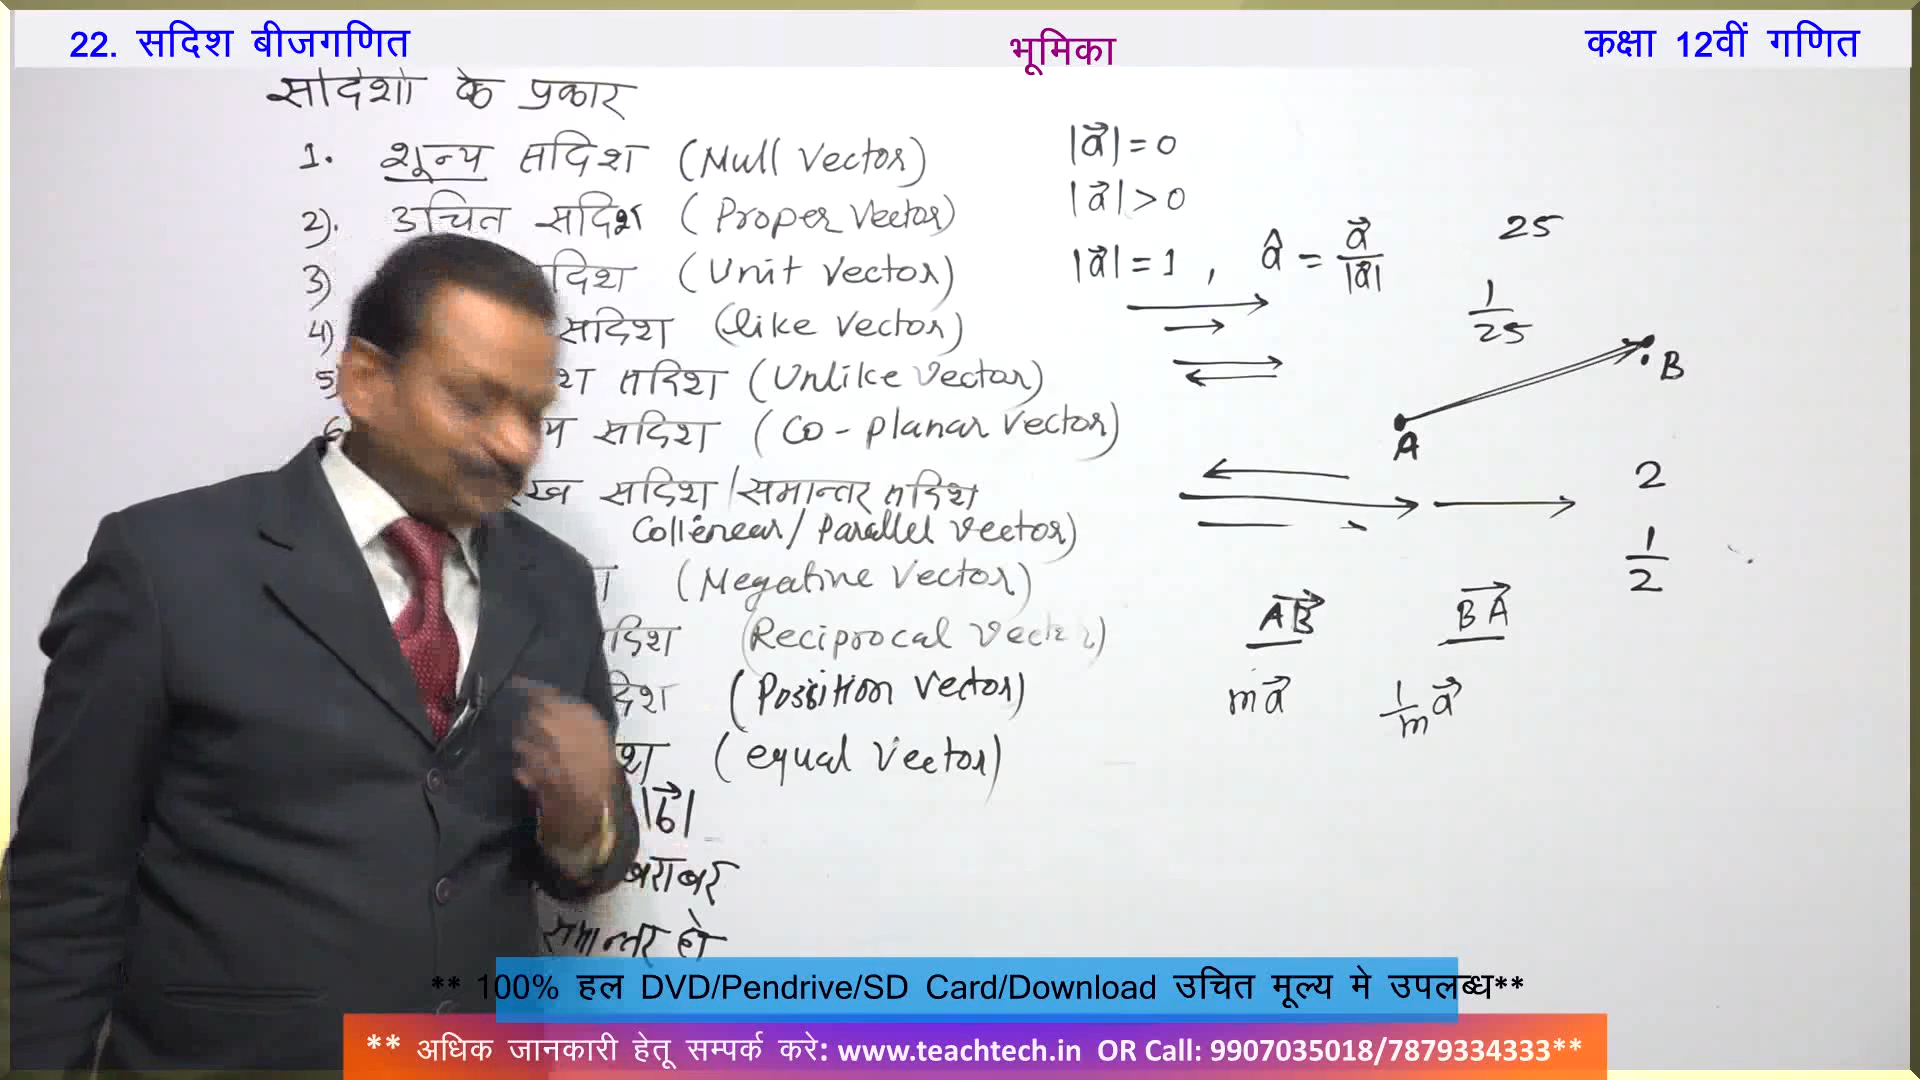 22. सदिश बीजगणित
भूमिका
कक्षा 12वीं गणित
सदिशों के प्रकार
1. शून्य सदिश (Null Vector) |a⃗| = 0
2). उचित सदिश (Proper Vector) |a⃗| > 0
3) दिश (Unit Vector) |a⃗| = 1 , â = a⃗/|a⃗|
25
4) सदिश (like Vector)
1/25
5) श सदिश (Unlike Vector)
B
6 य सदिश (Co-planar Vector)
A
रेख सदिश/समान्तर सदिश
2
Collinear/Parallel Vector)
1/2
(Negative Vector)
AB⃗ BA⃗
दिश (Reciprocal Vector)
दिश (Position Vector) ma⃗ 1/m a⃗
श (equal Vector)
|b⃗|
बराबर
समान्तर हो
** 100% हल DVD/Pendrive/SD Card/Download उचित मूल्य मे उपलब्ध**
** अधिक जानकारी हेतू सम्पर्क करे: www.teachtech.in OR Call: 9907035018/7879334333**